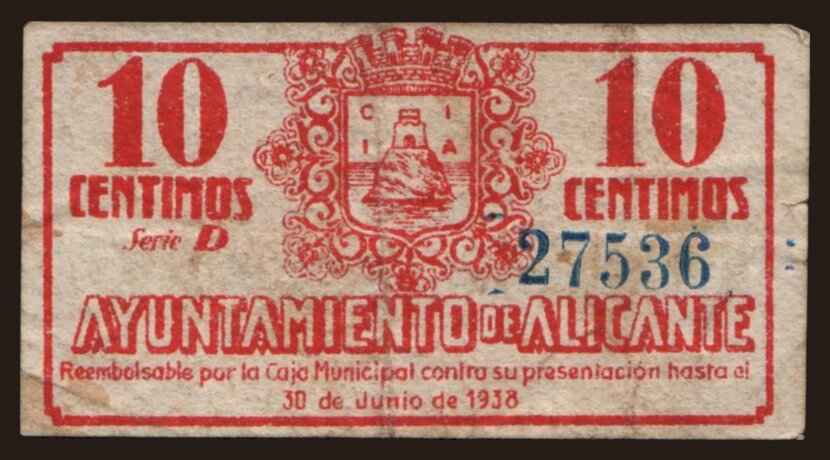 10 10
CENTIMOS CENTIMOS
Serie D
C I
I A
27536
AYUNTAMIENTO DE ALICANTE
Reembolsable por la Caja Municipal contra su presentación hasta el
30 de Junio de 1938